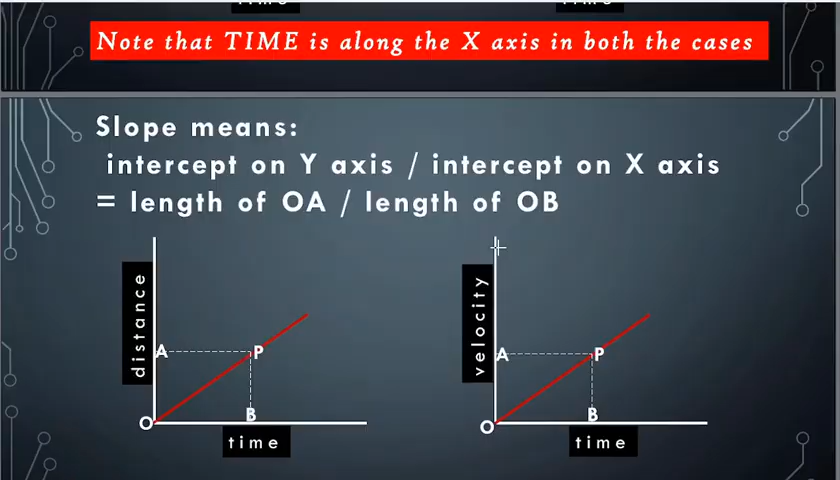 Note that TIME is along the X axis in both the cases
Slope means:
intercept on Y axis / intercept on X axis
= length of OA / length of OB
distance
A
P
O
B
time
velocity
A
P
O
B
time